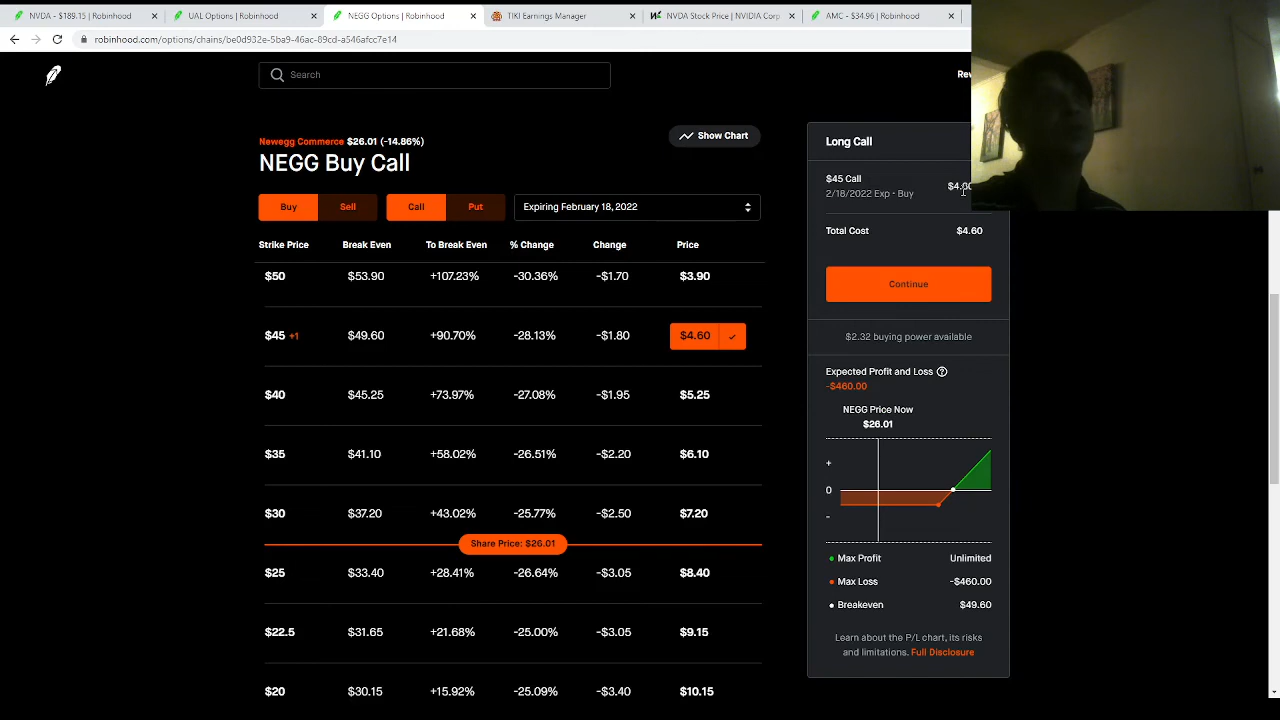 NVDA - $189.15 | Robinhood
UAL Options | Robinhood
NEGG Options | Robinhood
TIKI Earnings Manager
NVDA Stock Price | NVIDIA Corp
AMC - $34.96 | Robinhood
robinhood.com/options/chains/be0d932e-5ba9-46ac-89cd-a546afcc7e14
Search
Newegg Commerce $26.01 (-14.86%)
Show Chart
NEGG Buy Call
Buy Sell Call Put Expiring February 18, 2022
Strike Price Break Even To Break Even % Change Change Price
$50 $53.90 +107.23% -30.36% -$1.70 $3.90
$45 +1 $49.60 +90.70% -28.13% -$1.80 $4.60
$40 $45.25 +73.97% -27.08% -$1.95 $5.25
$35 $41.10 +58.02% -26.51% -$2.20 $6.10
$30 $37.20 +43.02% -25.77% -$2.50 $7.20
Share Price: $26.01
$25 $33.40 +28.41% -26.64% -$3.05 $8.40
$22.5 $31.65 +21.68% -25.00% -$3.05 $9.15
$20 $30.15 +15.92% -25.09% -$3.40 $10.15
Long Call
$45 Call
2/18/2022 Exp · Buy
$4.60
Total Cost $4.60
Continue
$2.32 buying power available
Expected Profit and Loss ?
-$460.00
NEGG Price Now
$26.01
+
0
-
Max Profit Unlimited
Max Loss -$460.00
Breakeven $49.60
Learn about the P/L chart, its risks
and limitations. Full Disclosure